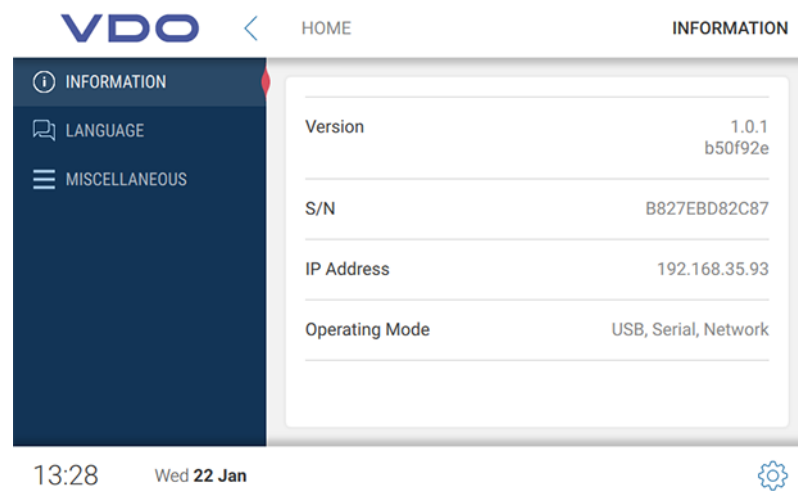 VDO
HOME
INFORMATION
INFORMATION
LANGUAGE
MISCELLANEOUS
Version
1.0.1
b50f92e
S/N
B827EBD82C87
IP Address
192.168.35.93
Operating Mode
USB, Serial, Network
13:28
Wed 22 Jan